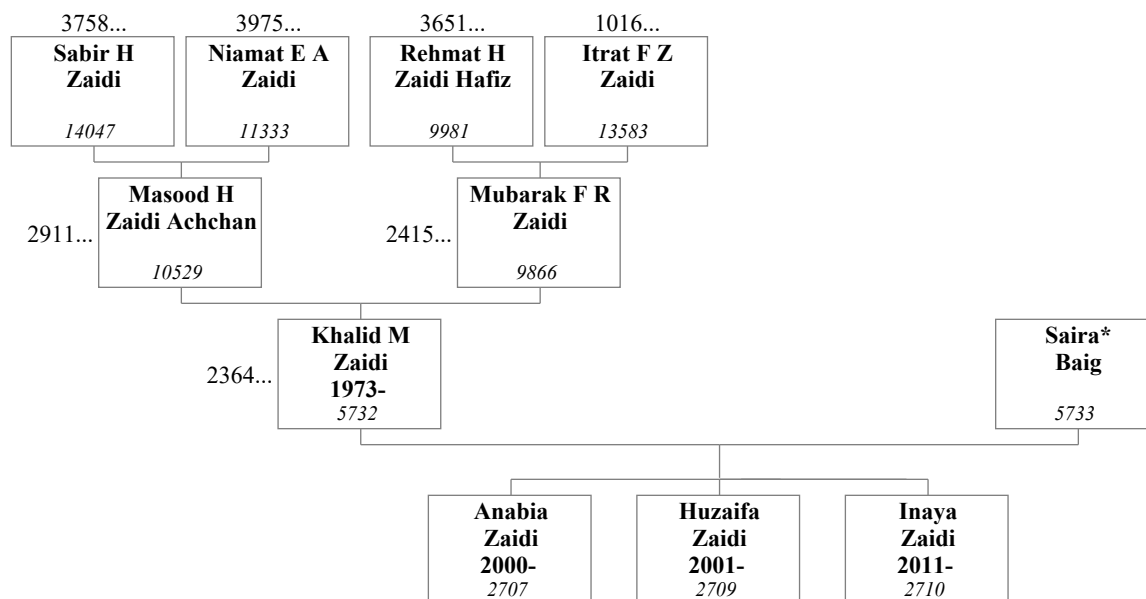 3758... 3975... 3651... 1016...
Sabir H
Zaidi
14047
Niamat E A
Zaidi
11333
Rehmat H
Zaidi Hafiz
9981
Itrat F Z
Zaidi
13583
2911...
Masood H
Zaidi Achchan
10529
2415...
Mubarak F R
Zaidi
9866
2364...
Khalid M
Zaidi
1973-
5732
Saira*
Baig
5733
Anabia
Zaidi
2000-
2707
Huzaifa
Zaidi
2001-
2709
Inaya
Zaidi
2011-
2710